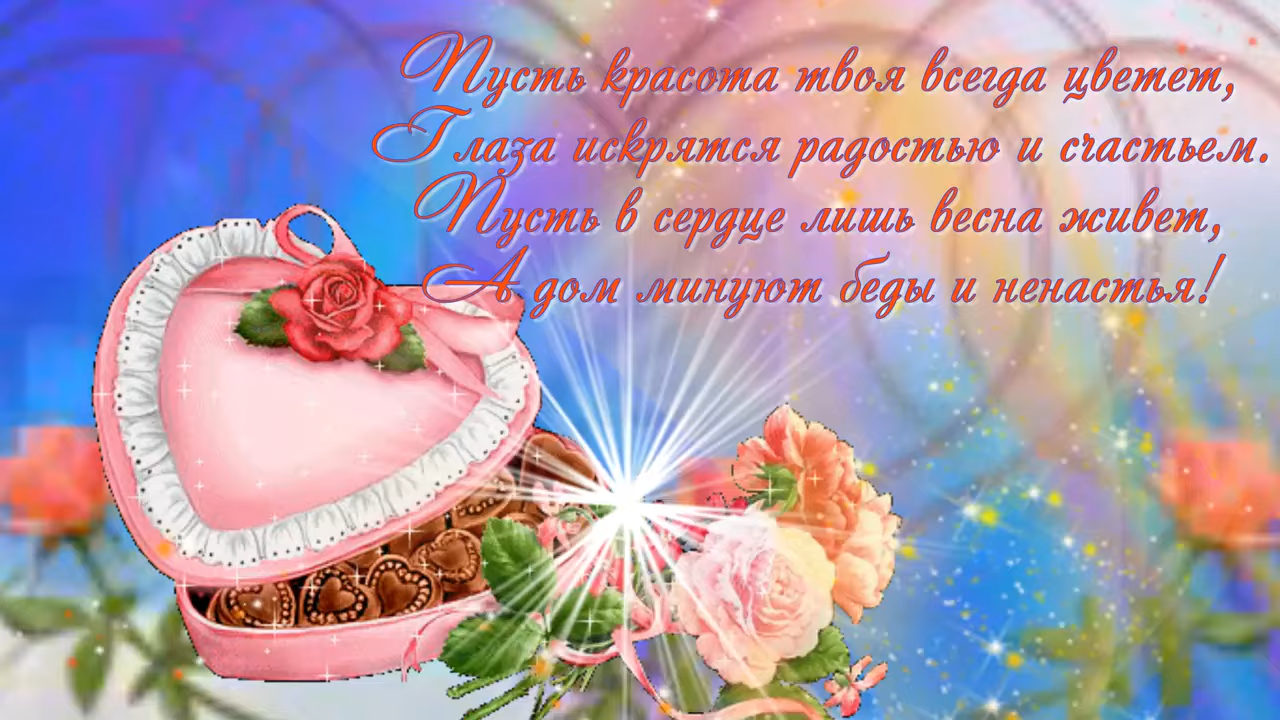 Пусть красота твоя всегда цветет,
Глаза искрятся радостью и счастьем.
Пусть в сердце лишь весна живет,
А дом минуют беды и ненастья!